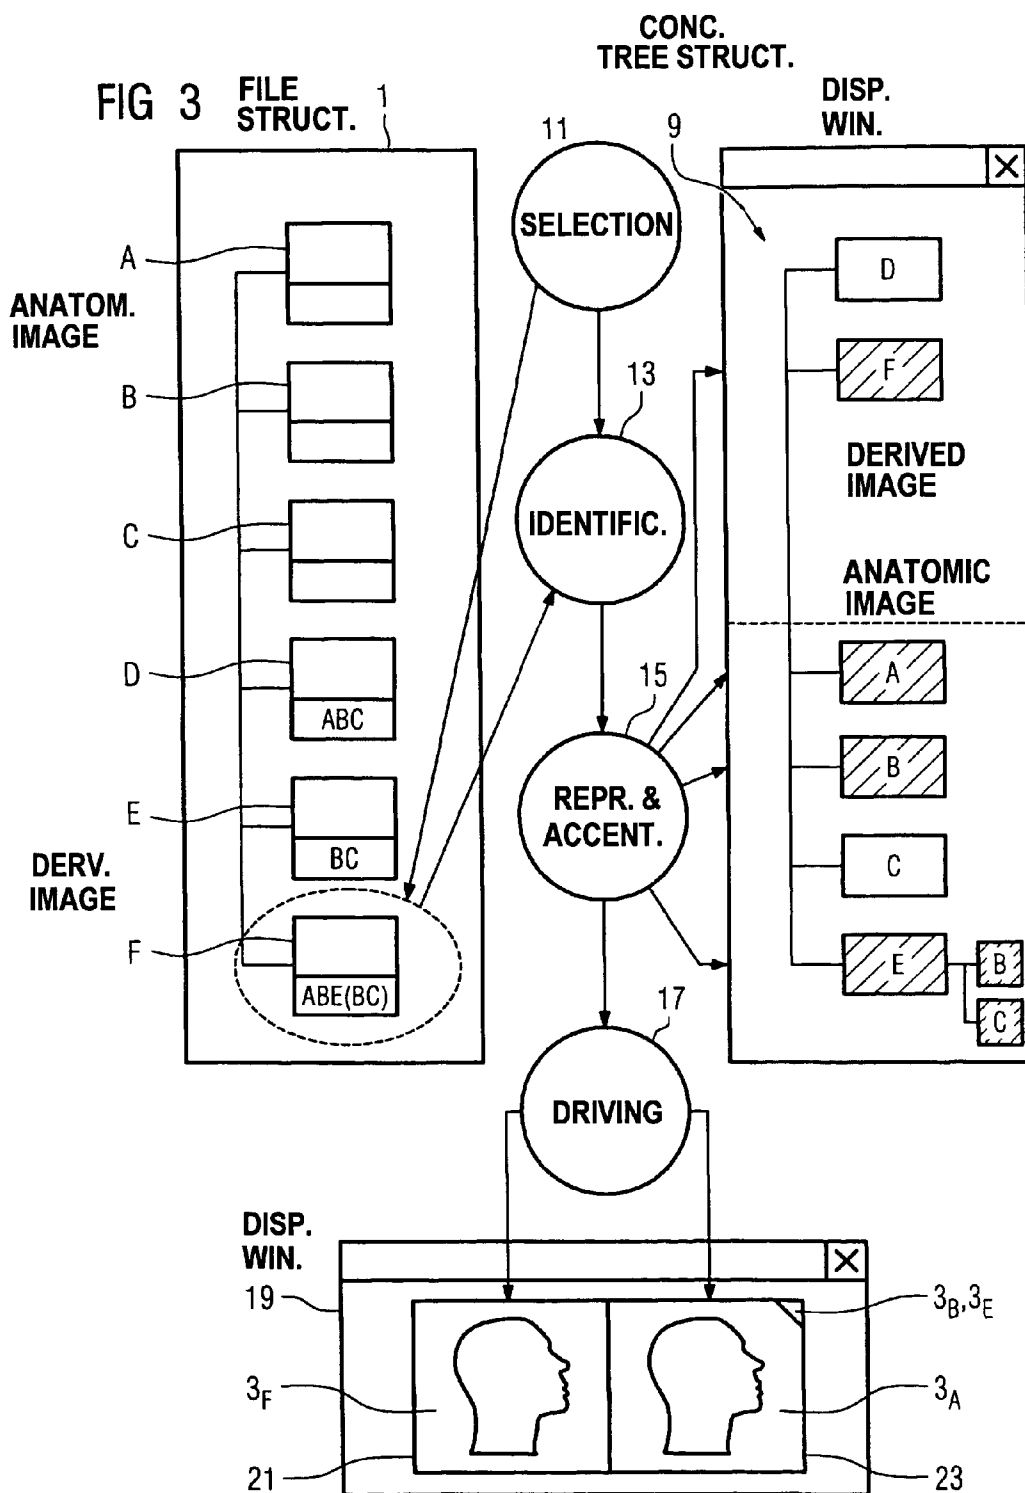 CONC.
TREE STRUCT.
FIG 3
FILE
STRUCT.
1
11
9
DISP.
WIN.
SELECTION
A
ANATOM.
IMAGE
B
C
D
ABC
E
BC
DERV.
IMAGE
F
ABE(BC)
13
IDENTIFIC.
15
REPR. &
ACCENT.
17
DRIVING
D
F
DERIVED
IMAGE
ANATOMIC
IMAGE
A
B
C
E
B
C
DISP.
WIN.
19
3B,3E
3F
3A
21
23